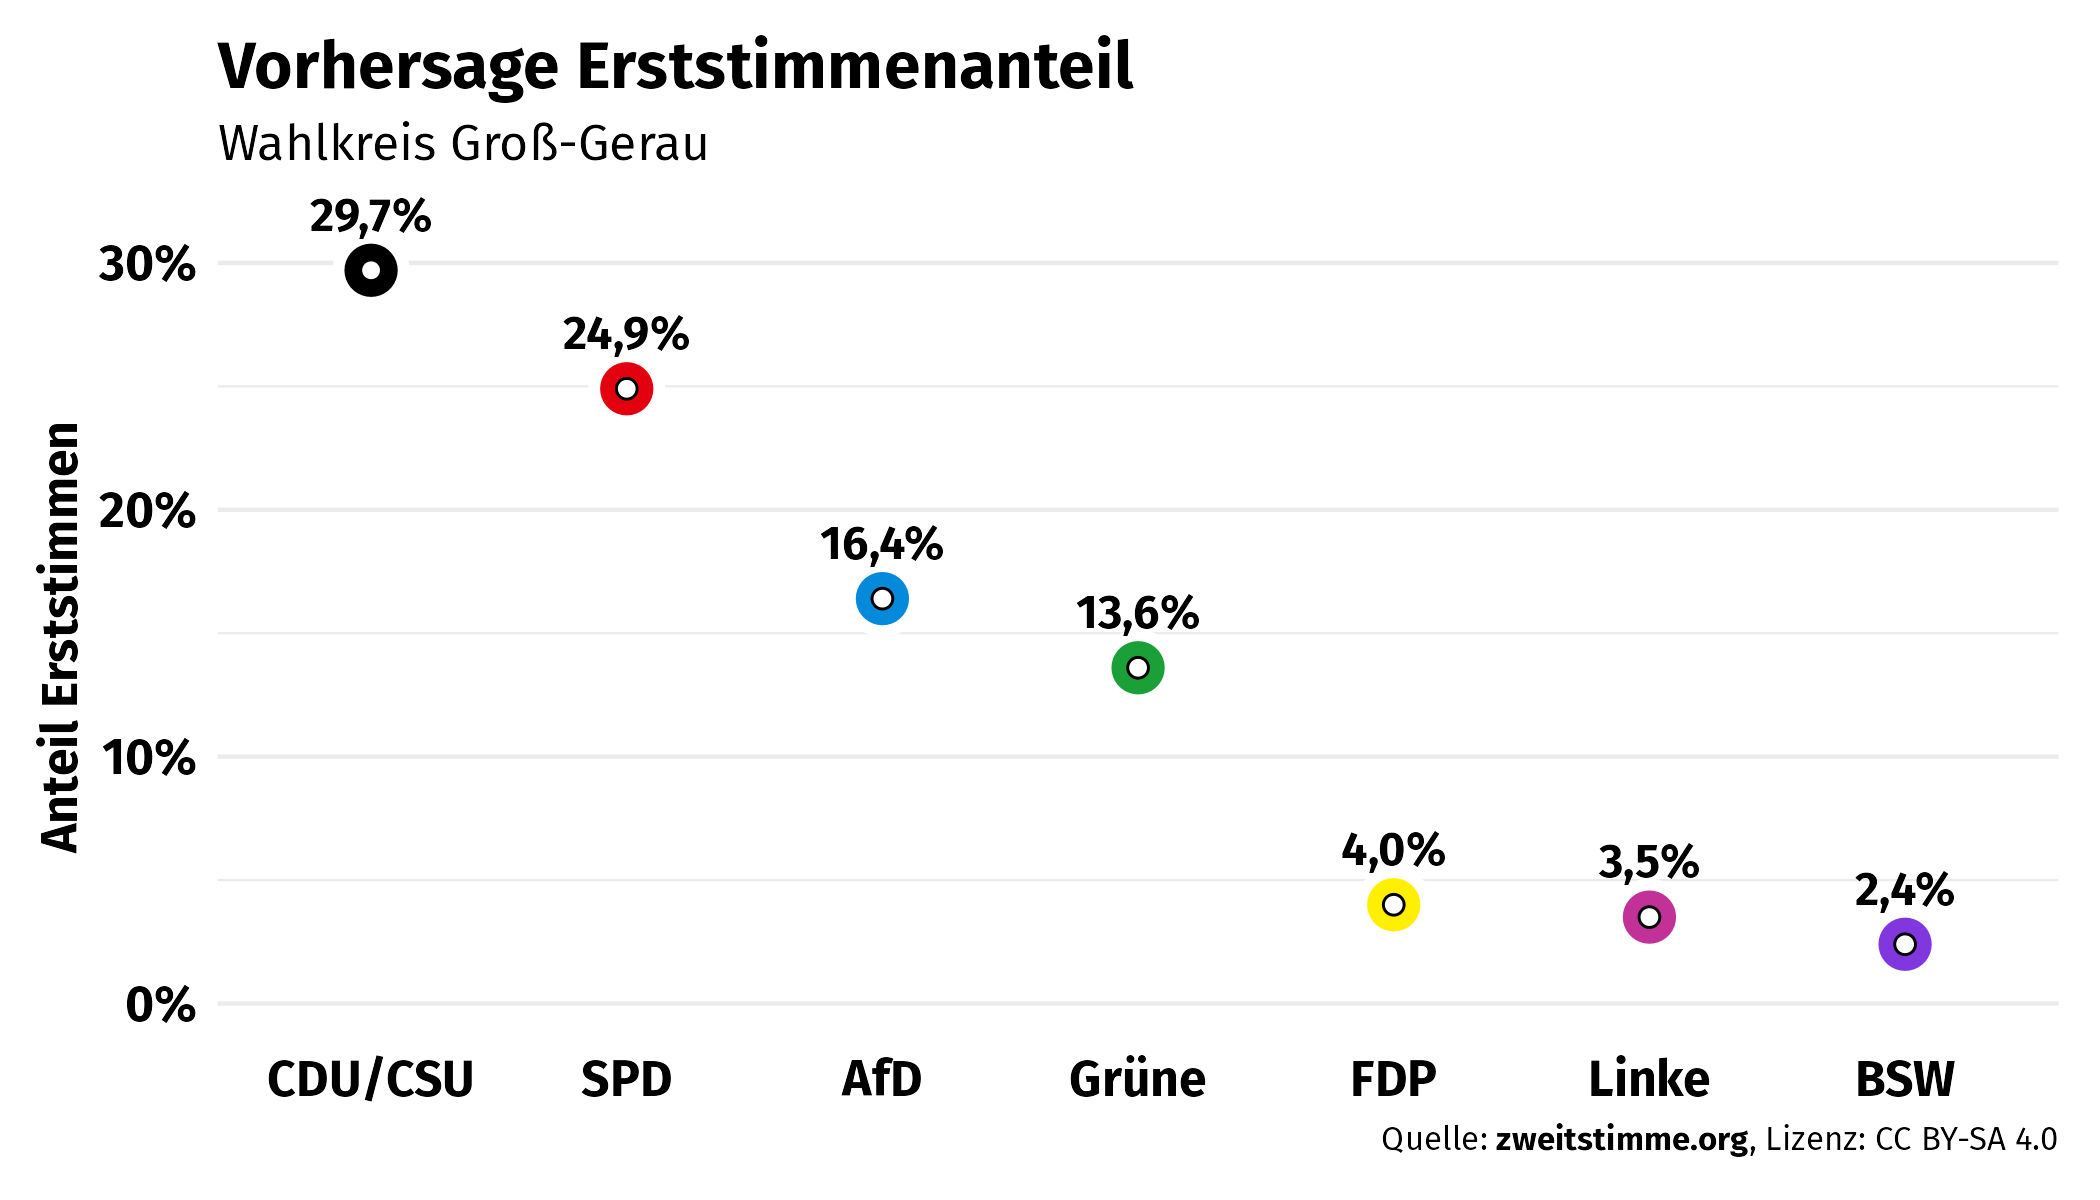 Vorhersage Erststimmenanteil
Wahlkreis Groß-Gerau
Anteil Erststimmen
30%
20%
10%
0%
29,7%
24,9%
16,4%
13,6%
4,0%
3,5%
2,4%
CDU/CSU SPD AfD Grüne FDP Linke BSW
Quelle: zweitstimme.org, Lizenz: CC BY-SA 4.0